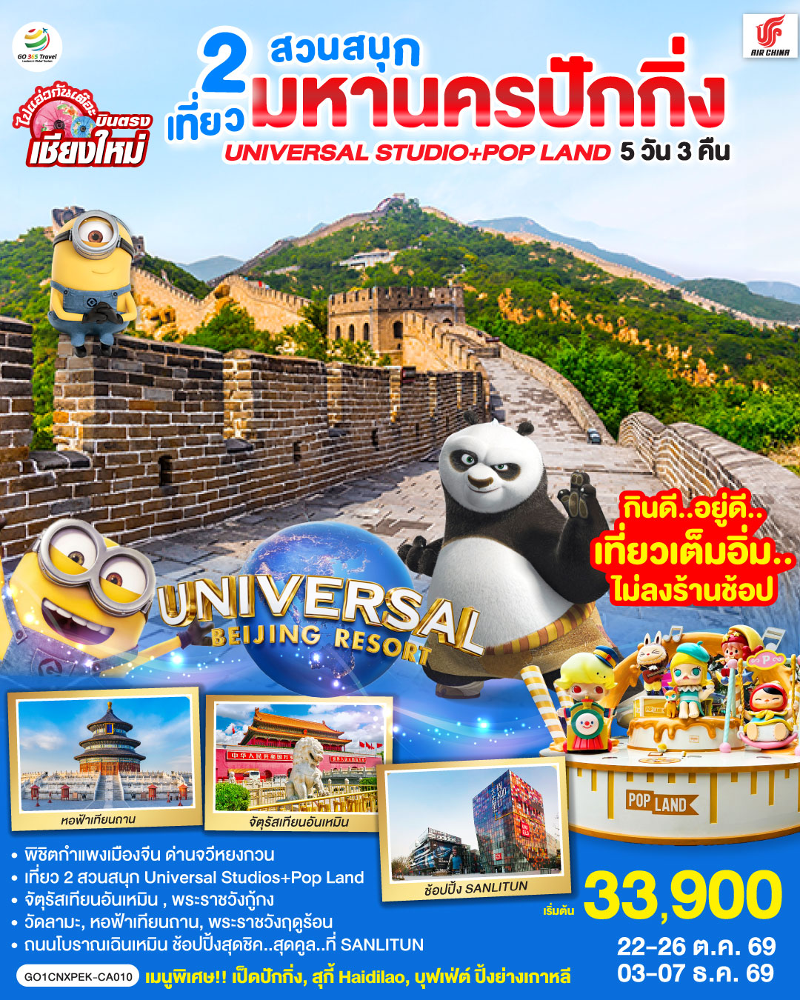 GO 365 Travel
AIR CHINA
ไปแอ่วกันเต๊อะ
บินตรง
เชียงใหม่
2 สวนสนุก
เที่ยว มหานครปักกิ่ง
UNIVERSAL STUDIO+POP LAND 5 วัน 3 คืน
กินดี..อยู่ดี..
เที่ยวเต็มอิ่ม..
ไม่ลงร้านช้อป
UNIVERSAL
BEIJING RESORT
POP LAND
หอฟ้าเทียนถาน
จัตุรัสเทียนอันเหมิน
adidas
ช้อปปิ้ง SANLITUN
• พิชิตกำแพงเมืองจีน ด่านจวีหยงกวน
• เที่ยว 2 สวนสนุก Universal Studios+Pop Land
• จัตุรัสเทียนอันเหมิน , พระราชวังกู้กง
• วัดลามะ, หอฟ้าเทียนถาน, พระราชวังฤดูร้อน
• ถนนโบราณเฉินเหมิน ช้อปปิ้งสุดชิค..สุดคูล..ที่ SANLITUN
เริ่มต้น 33,900
22-26 ต.ค. 69
03-07 ธ.ค. 69
GO1CNXPEK-CA010
เมนูพิเศษ!! เป็ดปักกิ่ง, สุกี้ Haidilao, บุฟเฟ่ต์ ปิ้งย่างเกาหลี